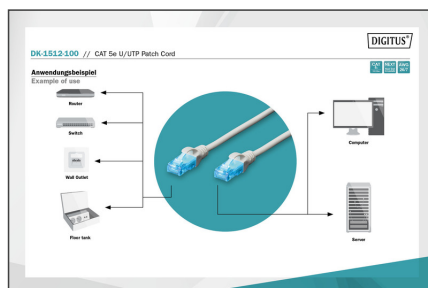 DIGITUS®
DK-1512-100 // CAT 5e U/UTP Patch Cord
Anwendungsbeispiel
Example of use
Router
Switch
Wall Outlet
Floor tank
Computer
Server